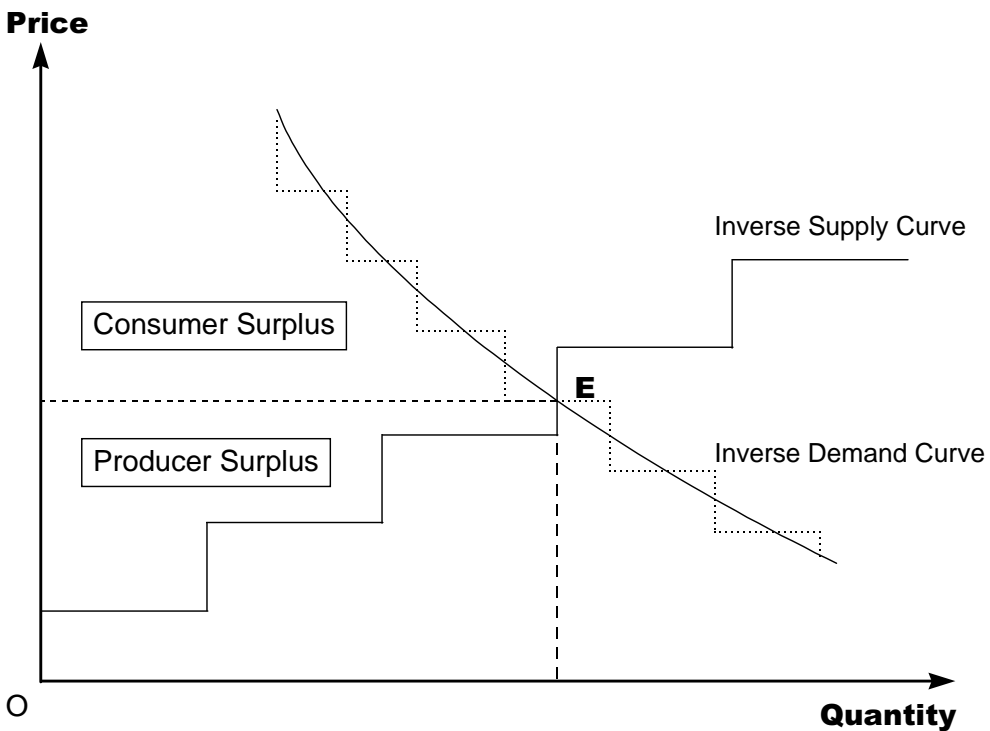 Price
Inverse Supply Curve
Consumer Surplus
E
Producer Surplus
Inverse Demand Curve
O
Quantity